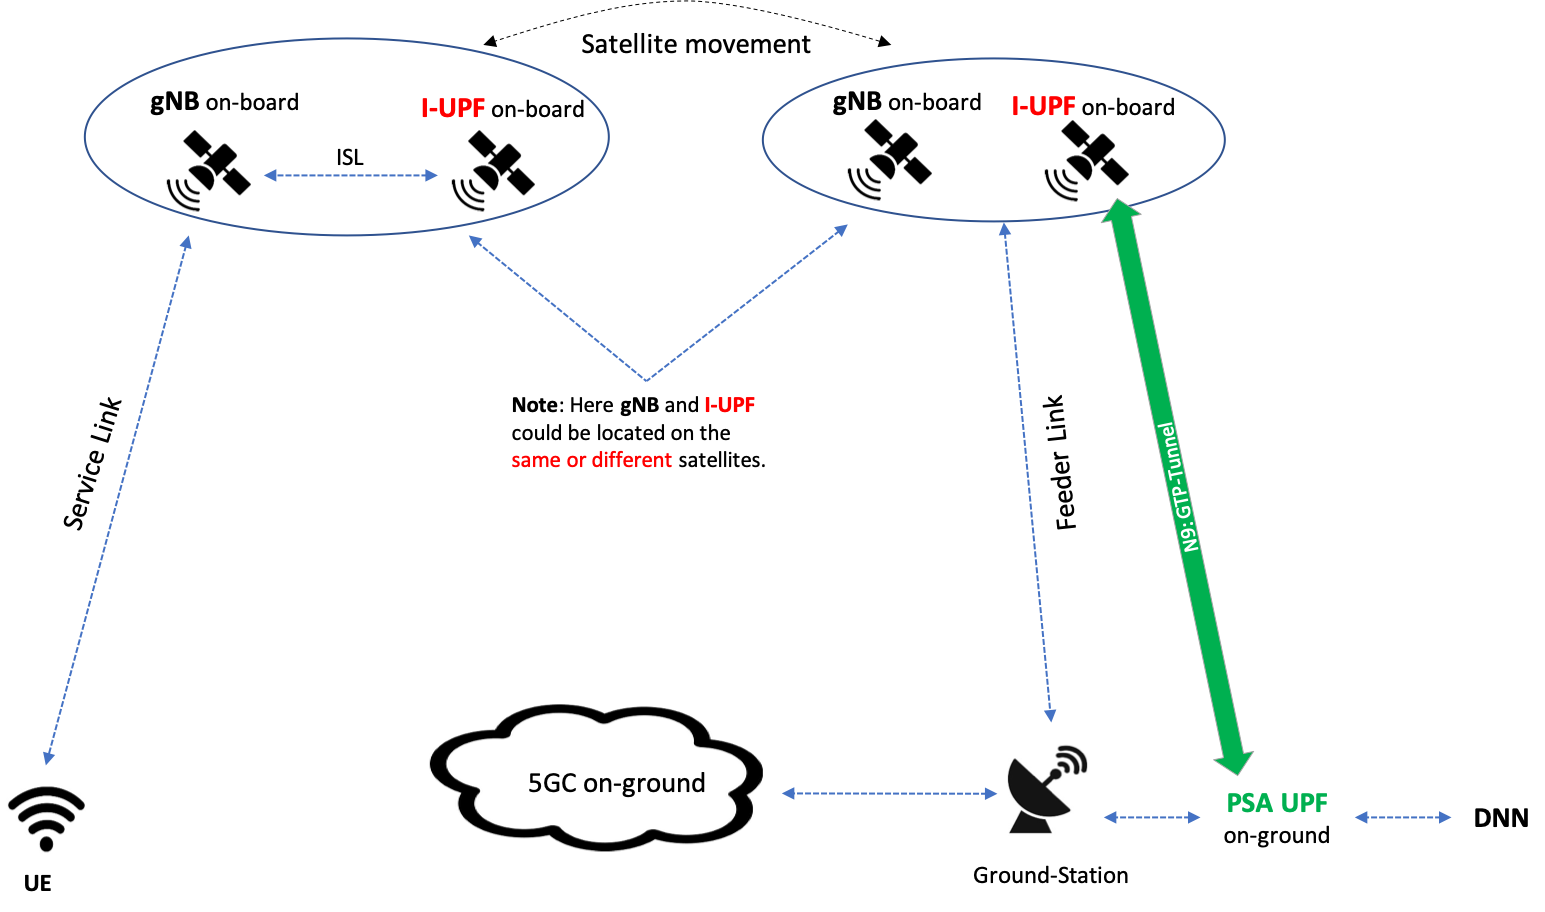 Satellite movement
gNB on-board
I-UPF on-board
ISL
gNB on-board
I-UPF on-board
Service Link
Note: Here gNB and I-UPF
could be located on the
same or different satellites.
Feeder Link
N9: GTP-Tunnel
5GC on-ground
PSA UPF
on-ground
DNN
Ground-Station
UE